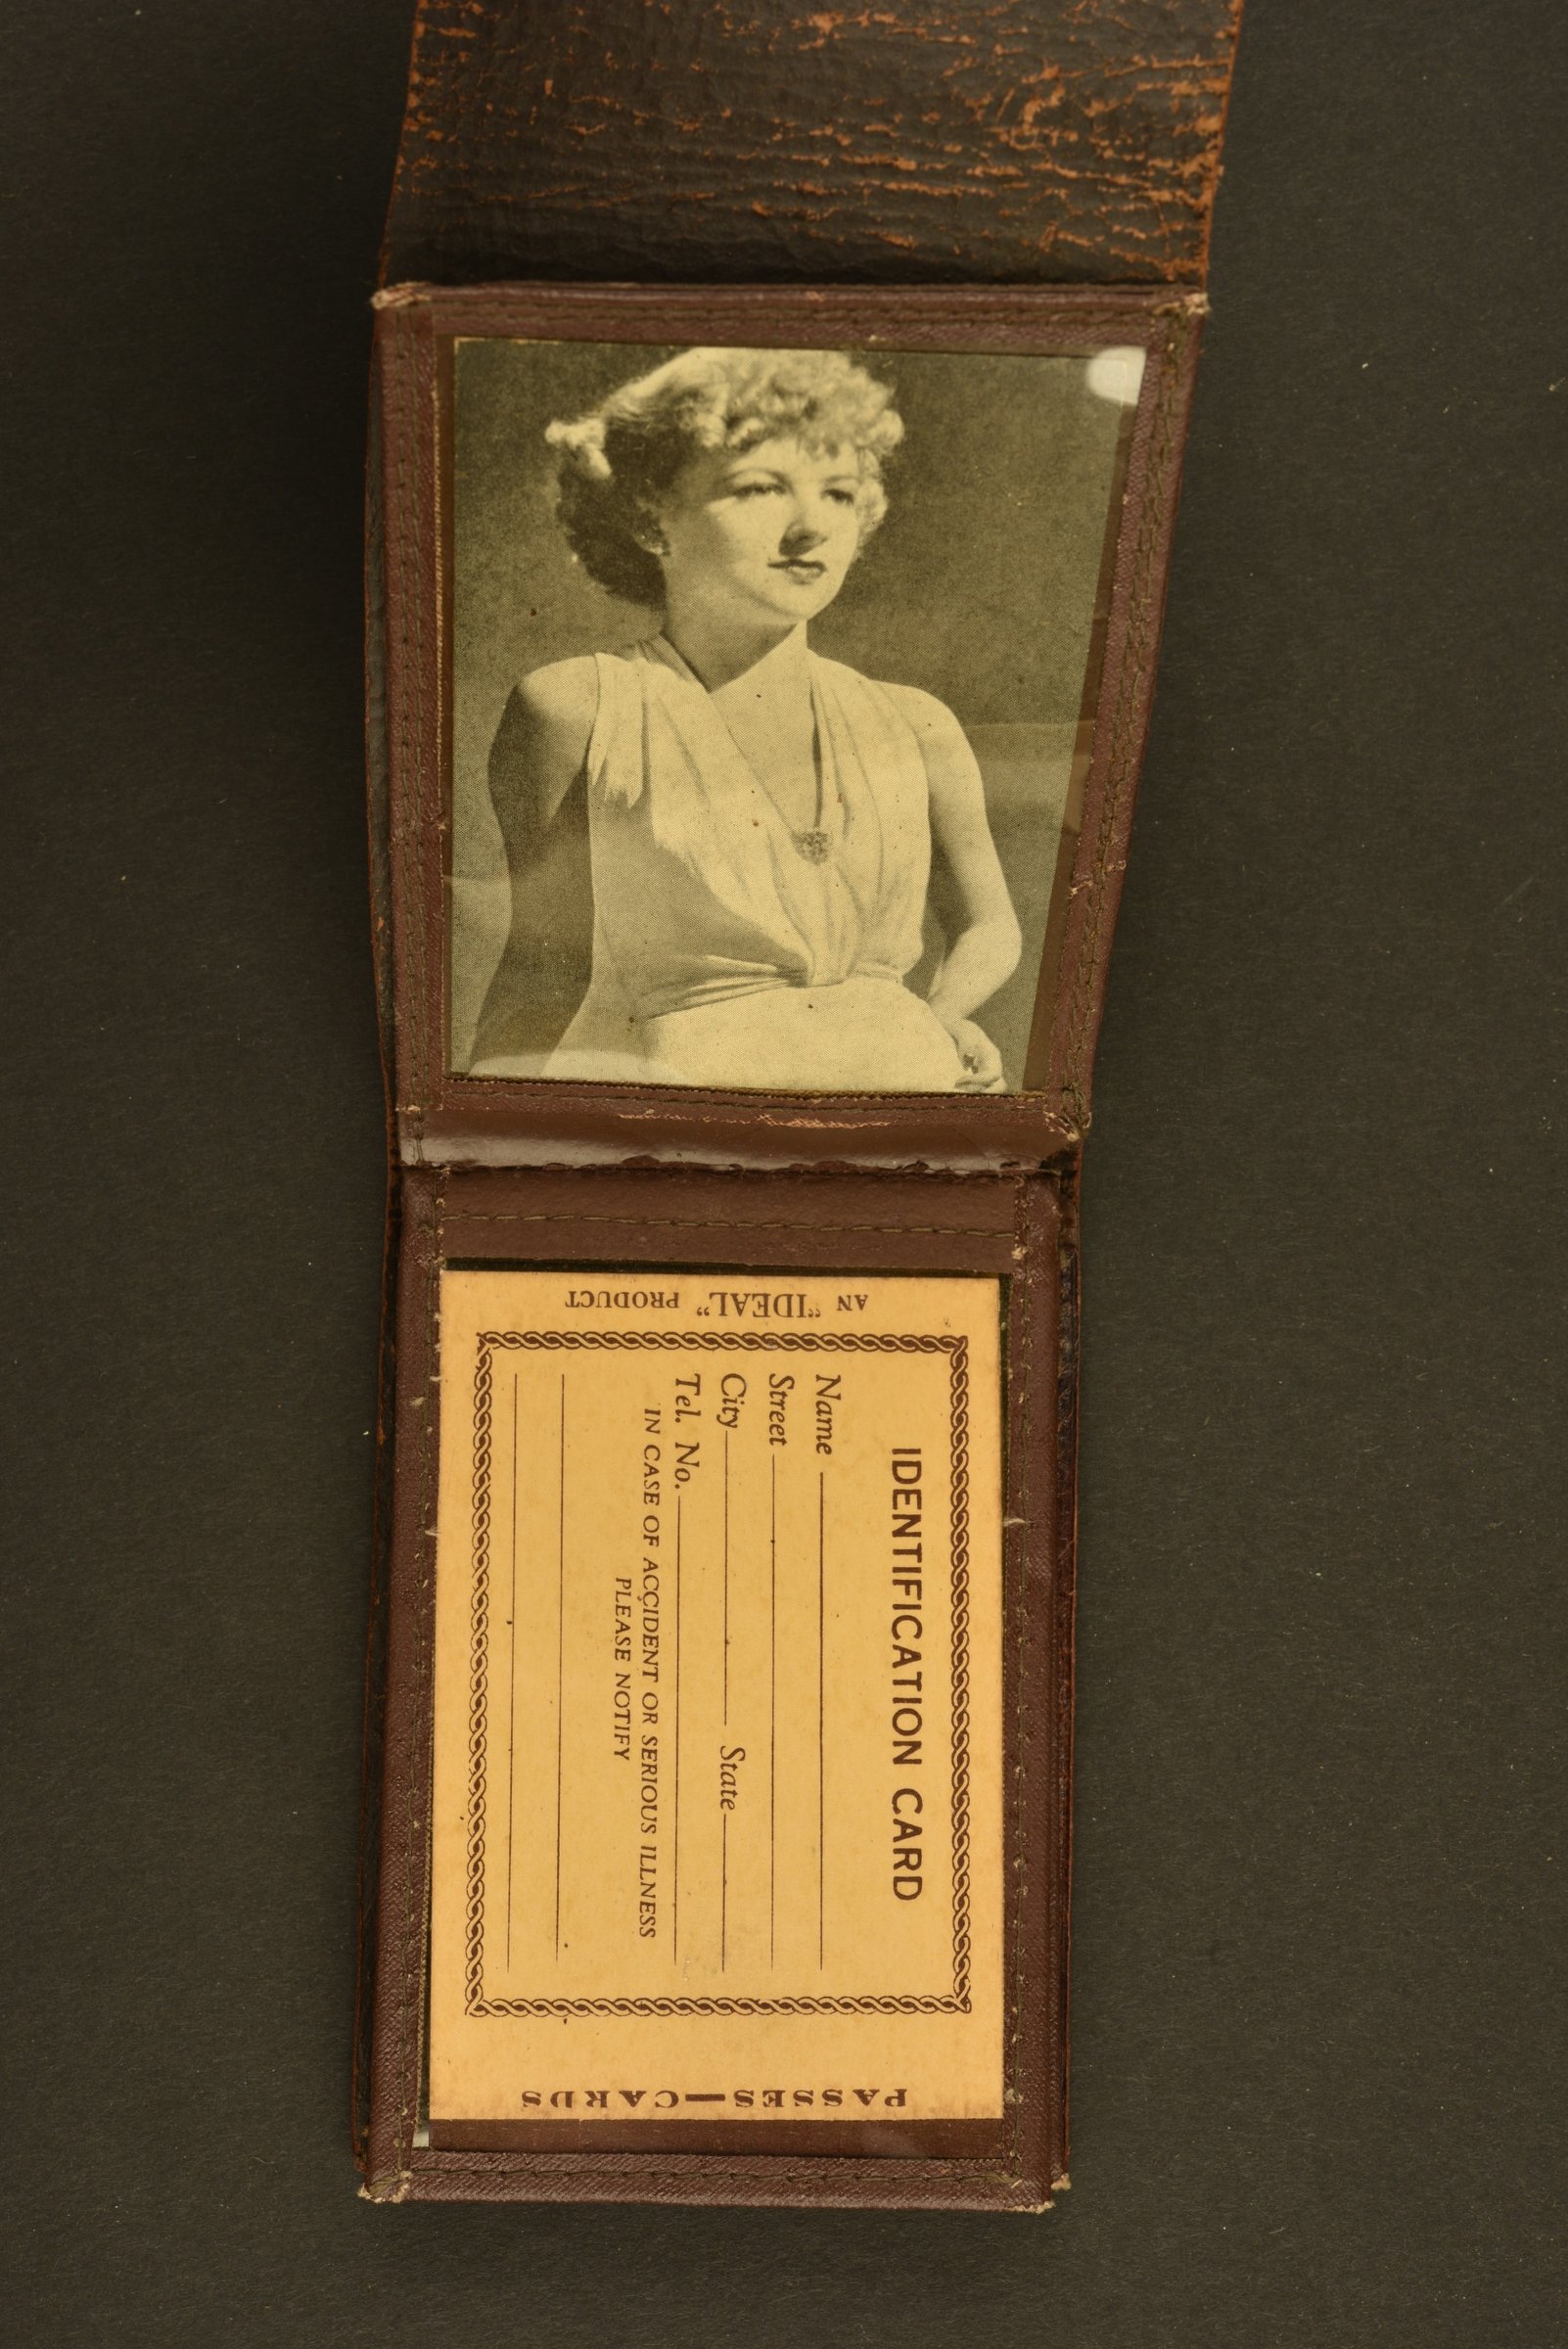 AN "IDEAL" PRODUCT
IDENTIFICATION CARD
Name
Street
City State
Tel. No.
IN CASE OF ACCIDENT OR SERIOUS ILLNESS
PLEASE NOTIFY
PASSES—CARDS